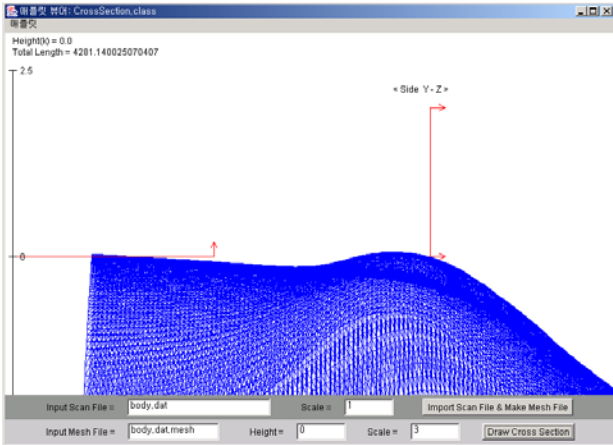 애플릿 뷰어: CrossSection,class
애플릿
Height(k) = 0.0
Total Length = 4281.140025070407
2.5
« Side Y - Z »
0
Input Scan File = body,dat Scale = 1 Import Scan File & Make Mesh File
Input Mesh File = body,dat,mesh Height = 0 Scale = 3 Draw Cross Section